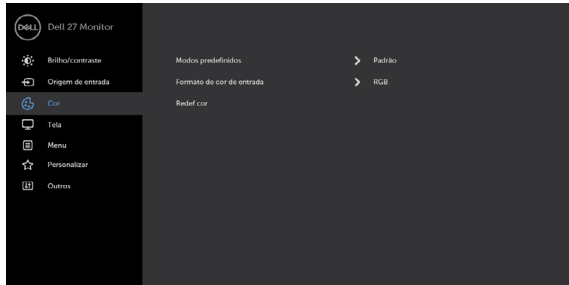 DELL Dell 27 Monitor
Brilho/contraste Modos predefinidos Padrão
Origem de entrada Formato de cor de entrada RGB
Cor Redef cor
Tela
Menu
Personalizar
Outros